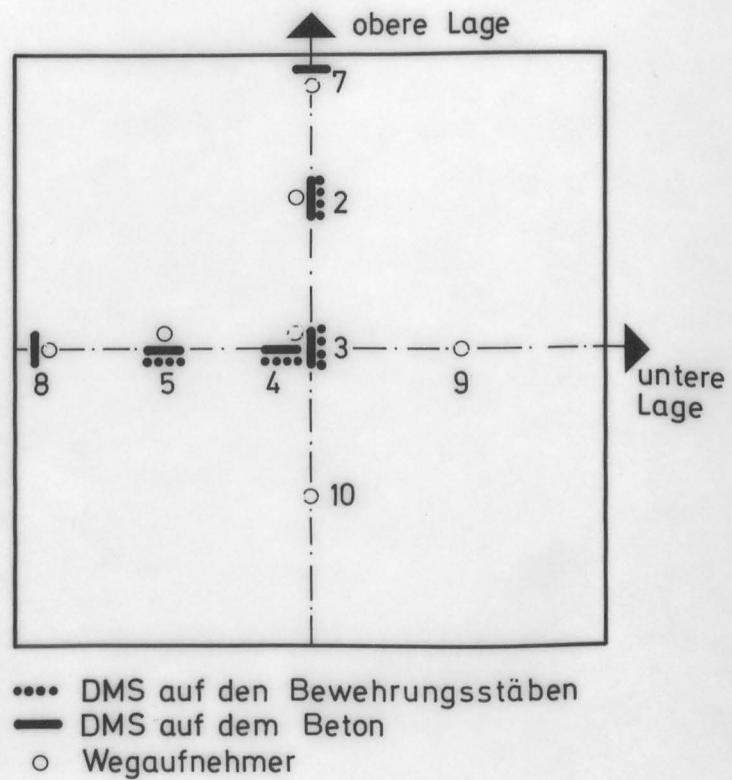 obere Lage
7
2
3
8
5
4
9
untere
Lage
10
DMS auf den Bewehrungsstäben
DMS auf dem Beton
Wegaufnehmer